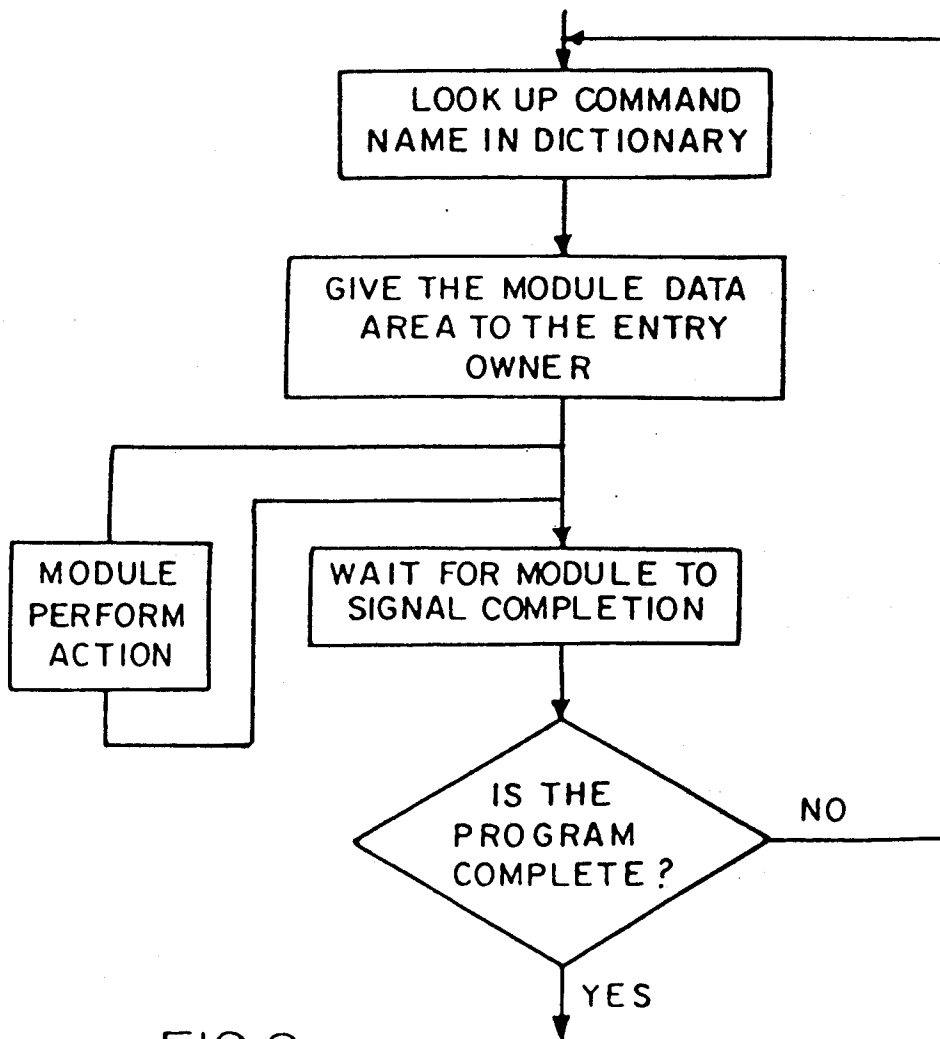 LOOK UP COMMAND
NAME IN DICTIONARY
GIVE THE MODULE DATA
AREA TO THE ENTRY
OWNER
MODULE
PERFORM
ACTION
WAIT FOR MODULE TO
SIGNAL COMPLETION
IS THE
PROGRAM
COMPLETE?
NO
YES